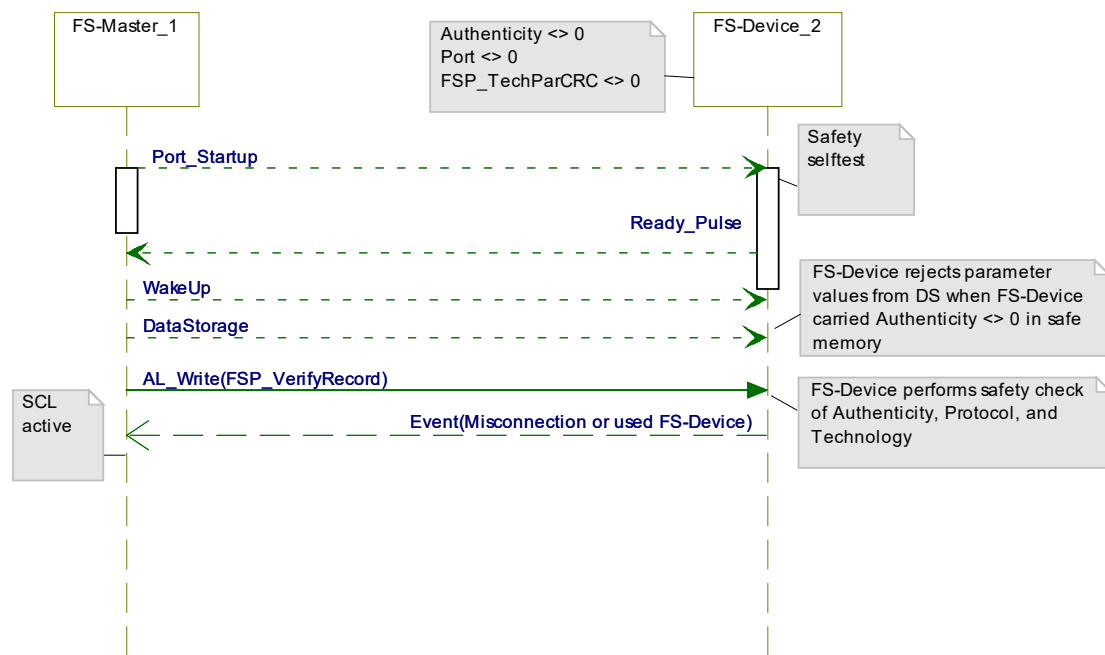 FS-Master_1
Authenticity <> 0
Port <> 0
FSP_TechParCRC <> 0
FS-Device_2
Safety
selftest
Port_Startup
Ready_Pulse
WakeUp
FS-Device rejects parameter
values from DS when FS-Device
carried Authenticity <> 0 in safe
memory
DataStorage
AL_Write(FSP_VerifyRecord)
FS-Device performs safety check
of Authenticity, Protocol, and
Technology
SCL
active
Event(Misconnection or used FS-Device)